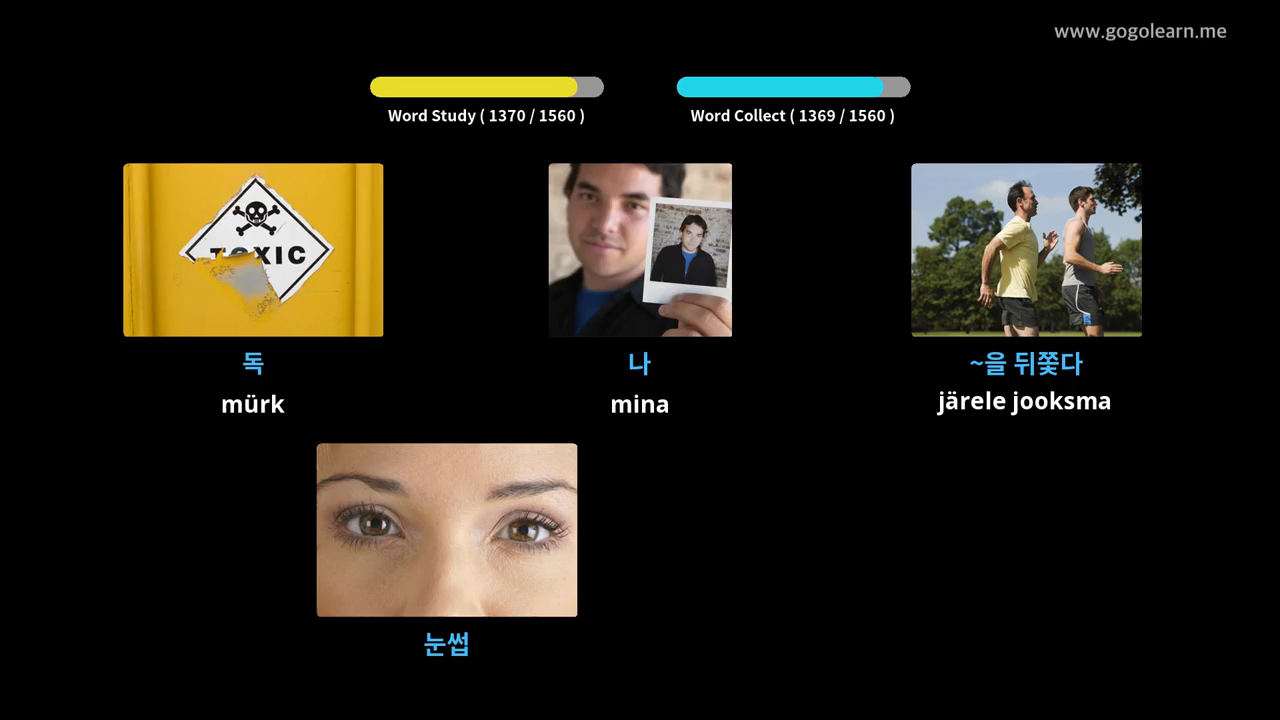 www.gogolearn.me
Word Study ( 1370 / 1560 )
Word Collect ( 1369 / 1560 )
TOXIC
독
mürk
나
mina
~을 뒤쫓다
järele jooksma
눈썹